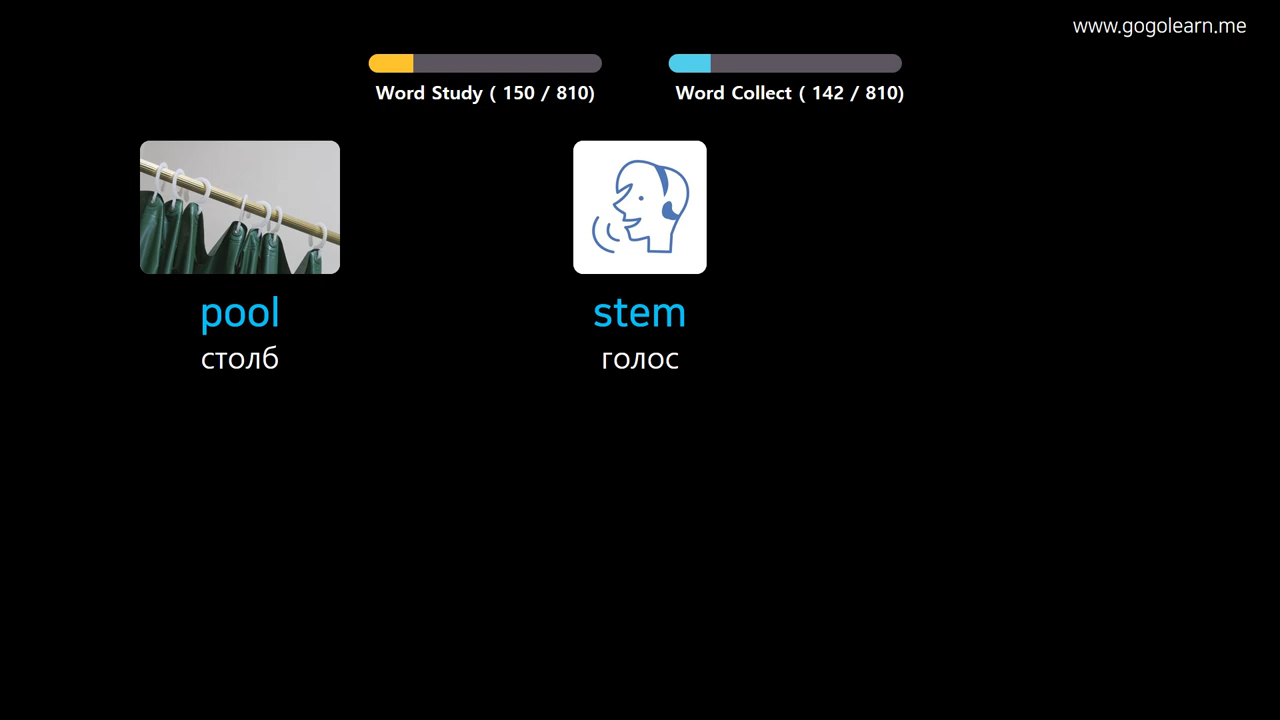 www.gogolearn.me
Word Study ( 150 / 810)
Word Collect ( 142 / 810)
pool
stem
столб
голос